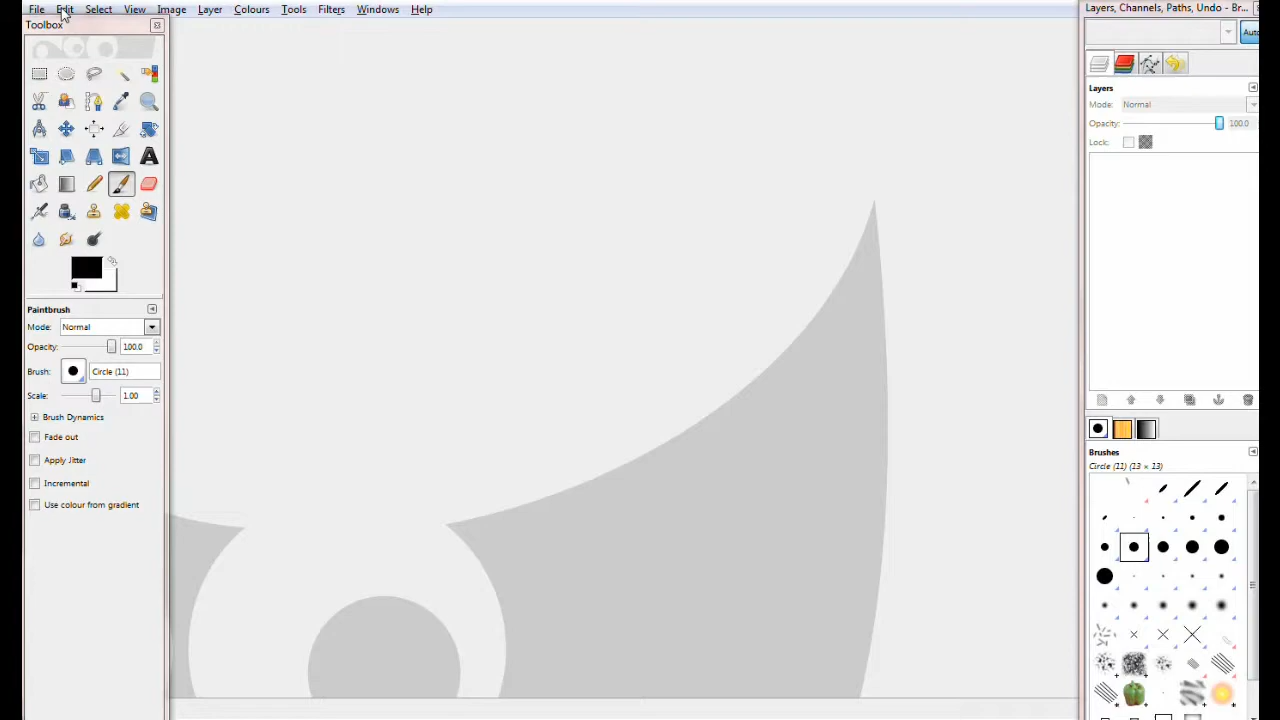 File Edit Select View Image Layer Colours Tools Filters Windows Help
Layers, Channels, Paths, Undo - Br...
Toolbox
Auto
Layers
Mode: Normal
Opacity: 100.0
Lock:
Paintbrush
Mode: Normal
Opacity: 100.0
Brush: Circle (11)
Scale: 1.00
Brush Dynamics
Fade out
Apply Jitter
Incremental
Use colour from gradient
Brushes
Circle (11) (13 × 13)